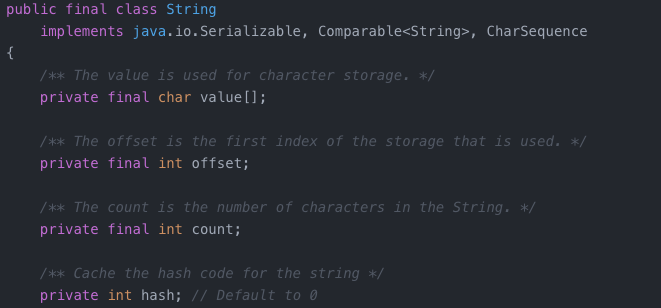 public final class String
    implements java.io.Serializable, Comparable<String>, CharSequence
{
    /** The value is used for character storage. */
    private final char value[];

    /** The offset is the first index of the storage that is used. */
    private final int offset;

    /** The count is the number of characters in the String. */
    private final int count;

    /** Cache the hash code for the string */
    private int hash; // Default to 0